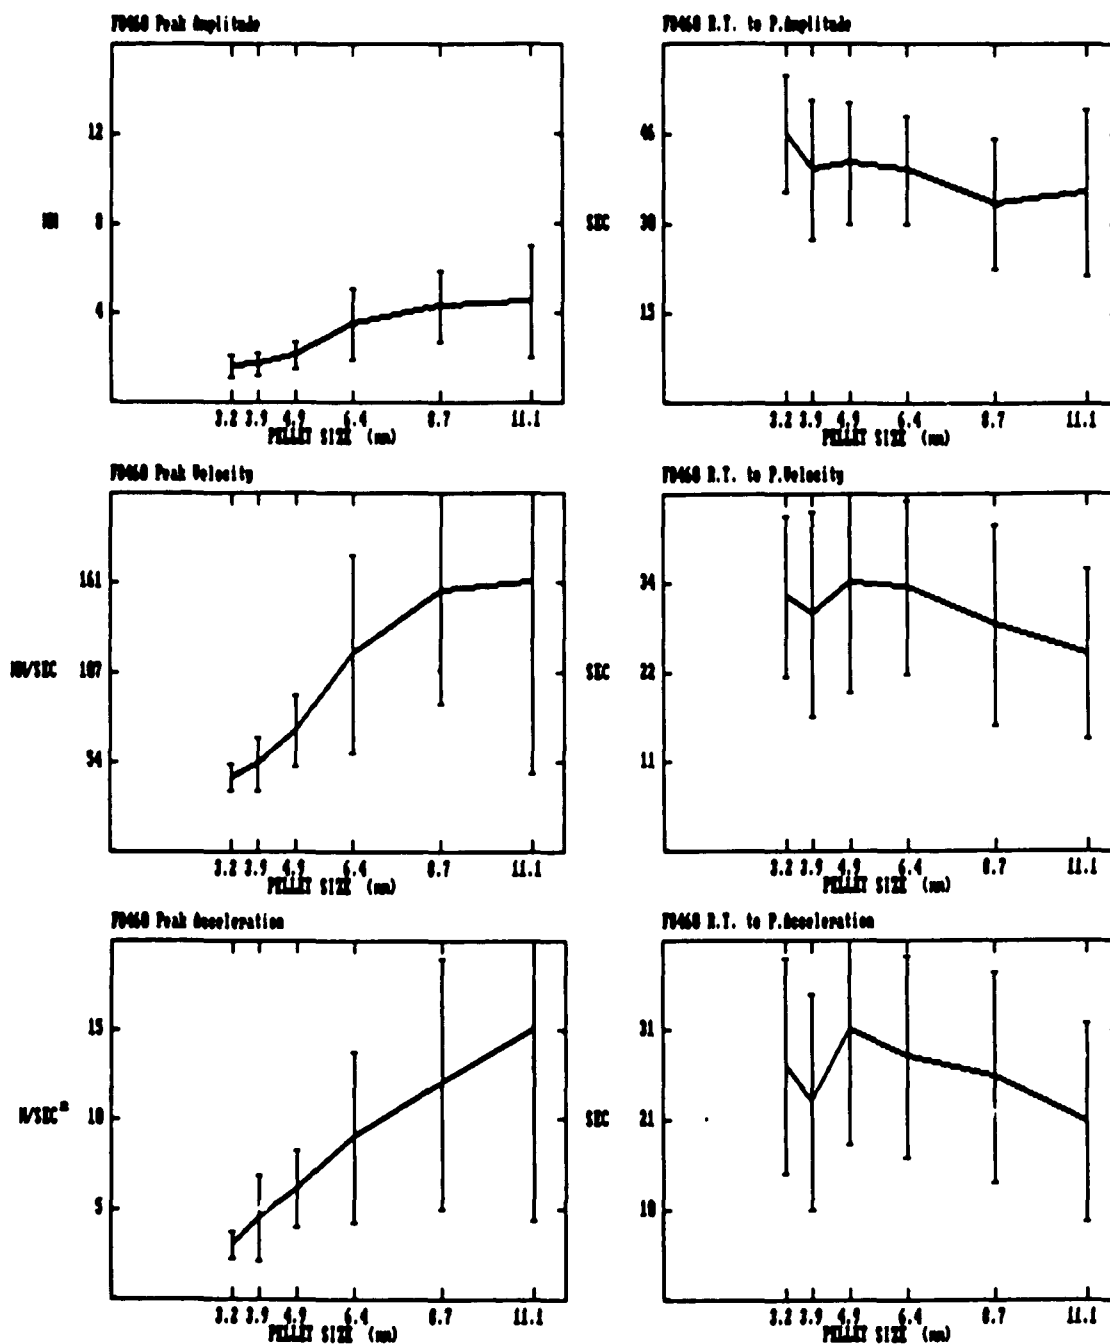 FD460 Peak Amplitude
12
8
4
MM
3.2 3.9 4.9 6.4 8.7 11.1
PELLET SIZE (mm)
FD460 R.T. to P.Amplitude
46
30
15
SEC
3.2 3.9 4.9 6.4 8.7 11.1
PELLET SIZE (mm)
FD460 Peak Velocity
161
107
54
MM/SEC
3.2 3.9 4.9 6.4 8.7 11.1
PELLET SIZE (mm)
FD460 R.T. to P.Velocity
34
22
11
SEC
3.2 3.9 4.9 6.4 8.7 11.1
PELLET SIZE (mm)
FD460 Peak Acceleration
15
10
5
M/SEC²
3.2 3.9 4.9 6.4 8.7 11.1
PELLET SIZE (mm)
FD460 R.T. to P.Acceleration
31
21
10
SEC
3.2 3.9 4.9 6.4 8.7 11.1
PELLET SIZE (mm)